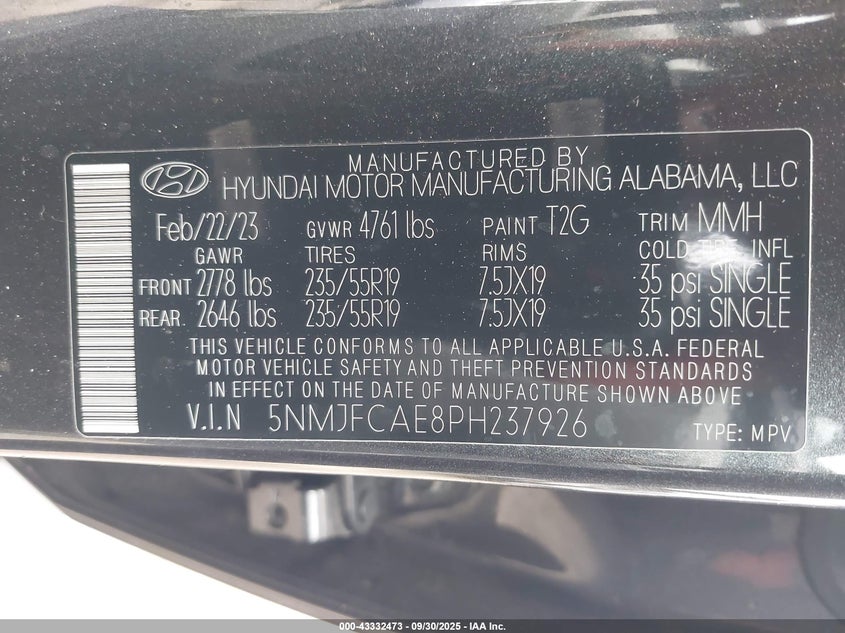 MANUFACTURED BY
HYUNDAI MOTOR MANUFACTURING ALABAMA, LLC
Feb/22/23 GVWR 4761 lbs PAINT T2G TRIM MMH
GAWR TIRES RIMS COLD TIRE INFL
FRONT 2778 lbs 235/55R19 7.5JX19 35 psi SINGLE
REAR. 2646 lbs 235/55R19 7.5JX19 35 psi SINGLE
THIS VEHICLE CONFORMS TO ALL APPLICABLE U.S.A. FEDERAL
MOTOR VEHICLE SAFETY AND THEFT PREVENTION STANDARDS
IN EFFECT ON THE DATE OF MANUFACTURE SHOWN ABOVE
V.I.N 5NMJFCAE8PH237926 TYPE: MPV
000-43332473 - 09/30/2025 - IAA Inc.